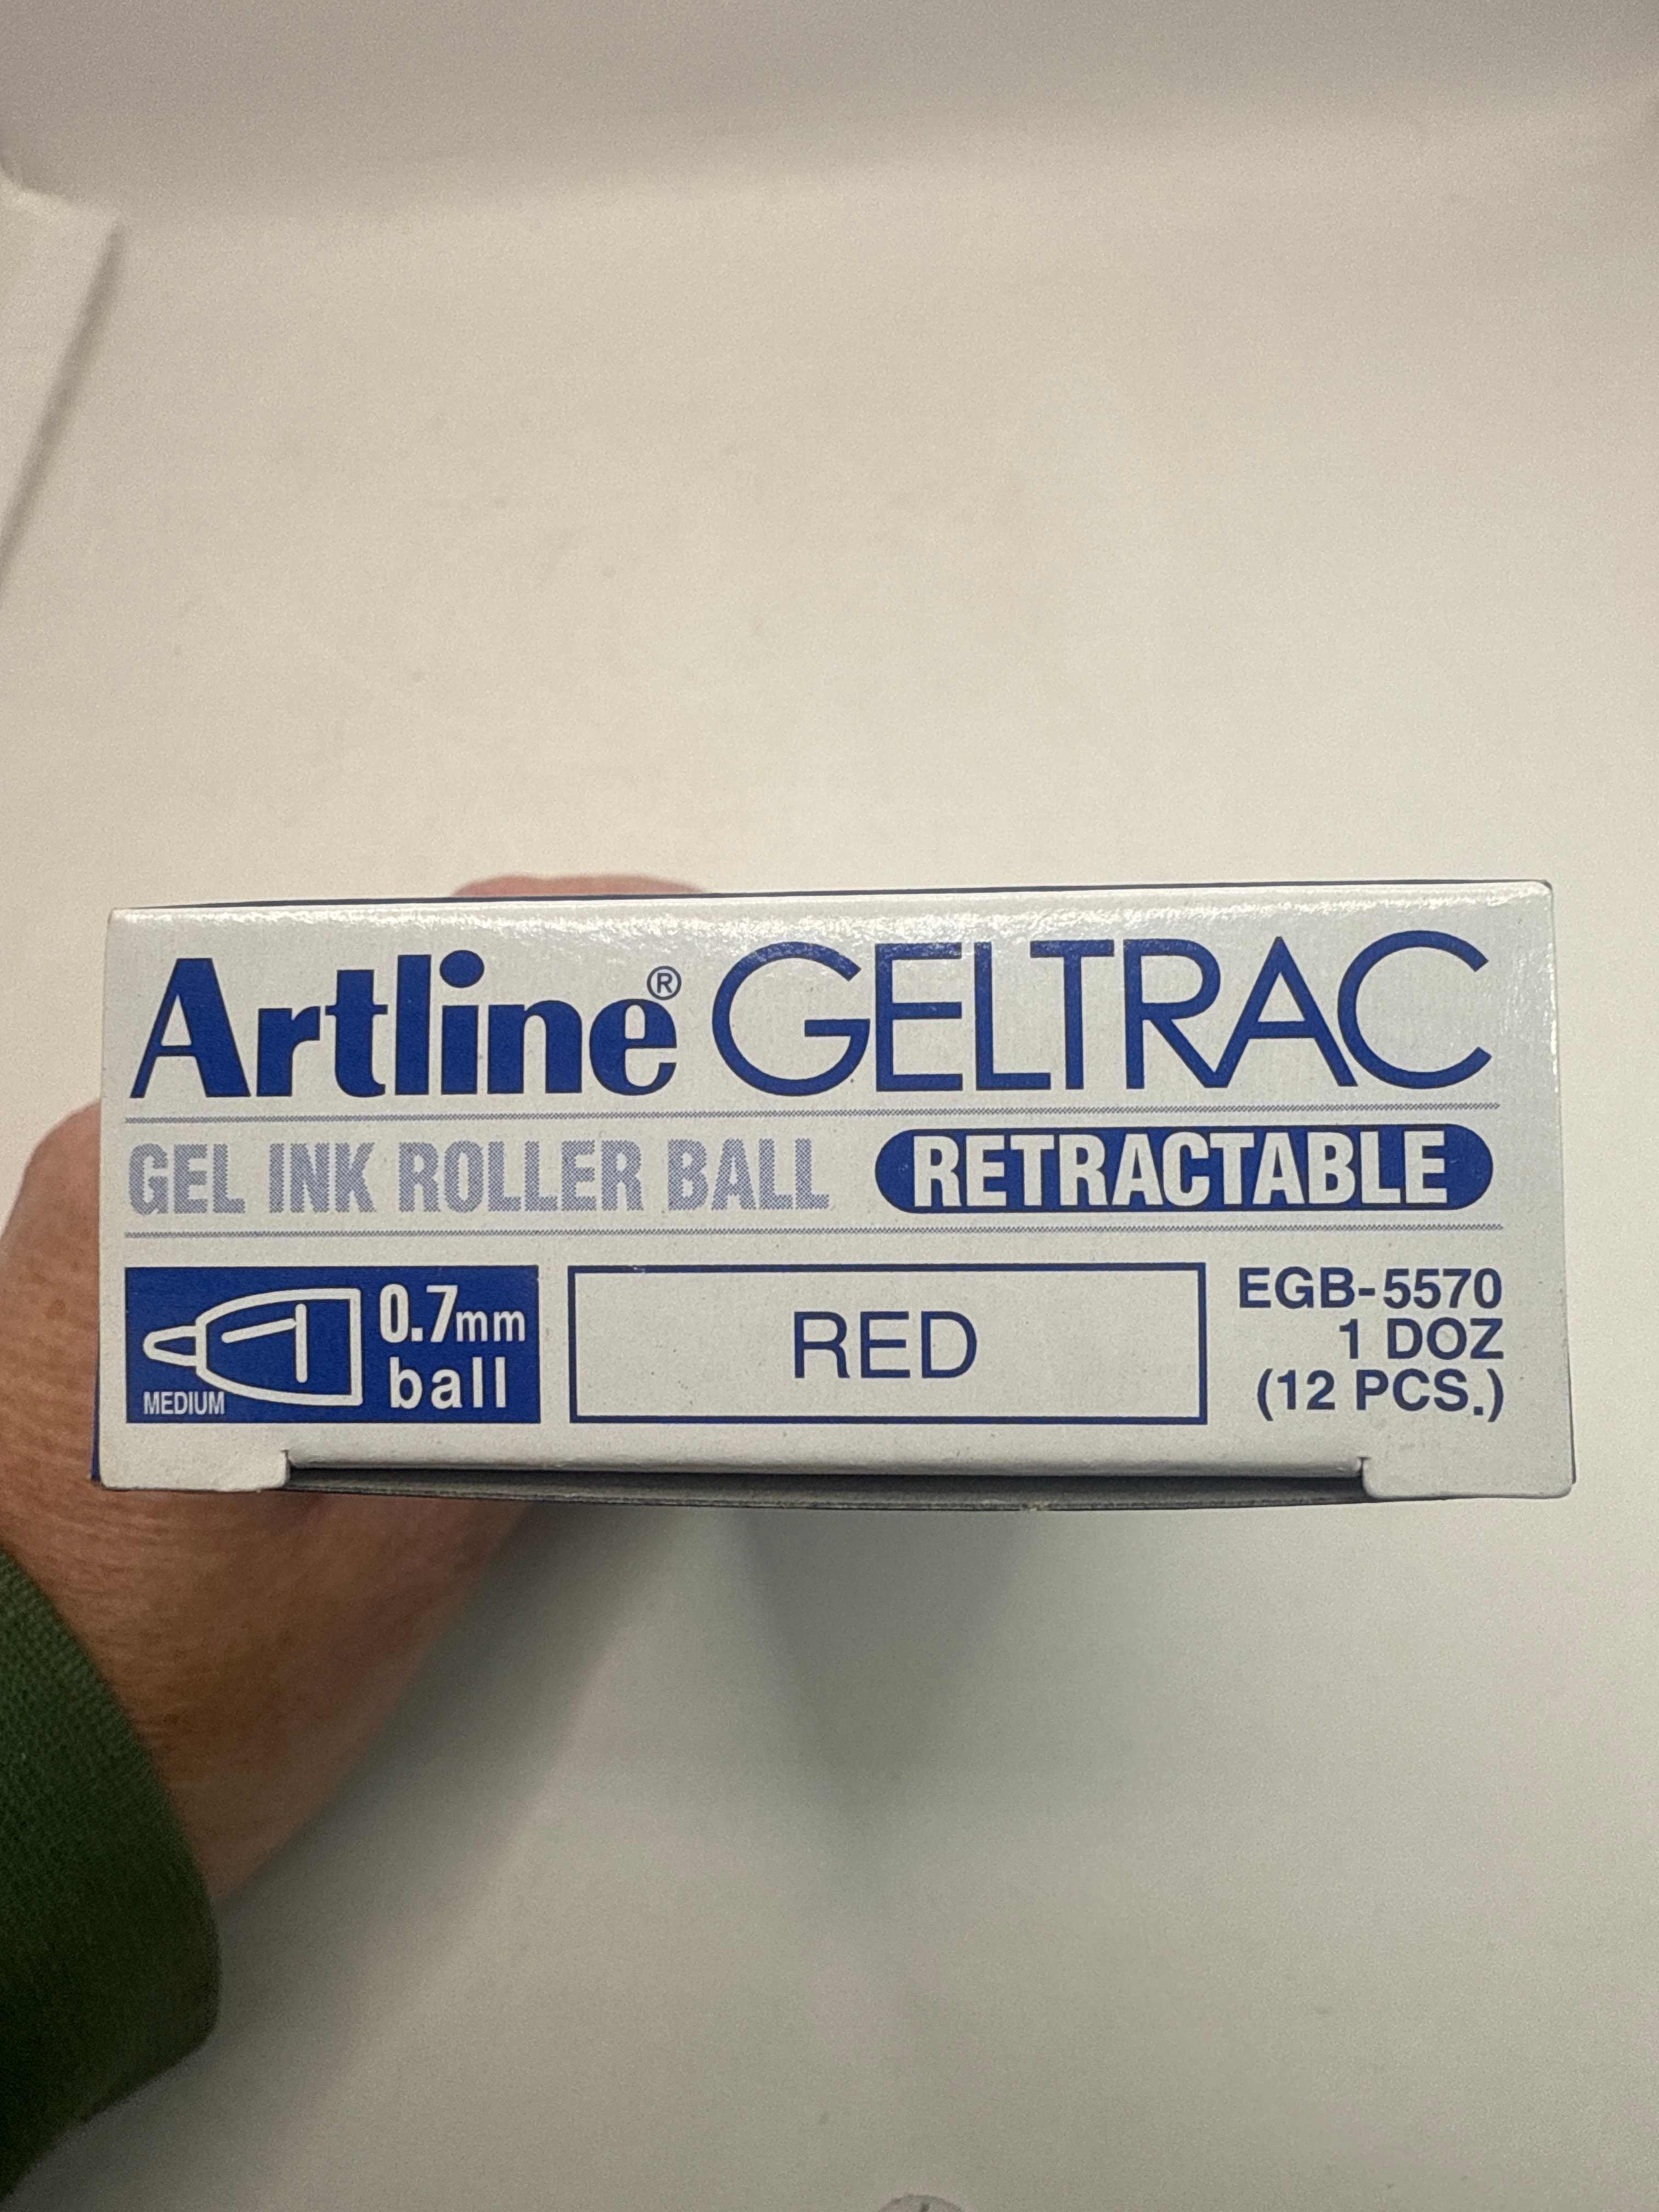 Artline® GELTRAC
GEL INK ROLLER BALL RETRACTABLE
0.7mm
ball
MEDIUM
RED
EGB-5570
1 DOZ
(12 PCS.)